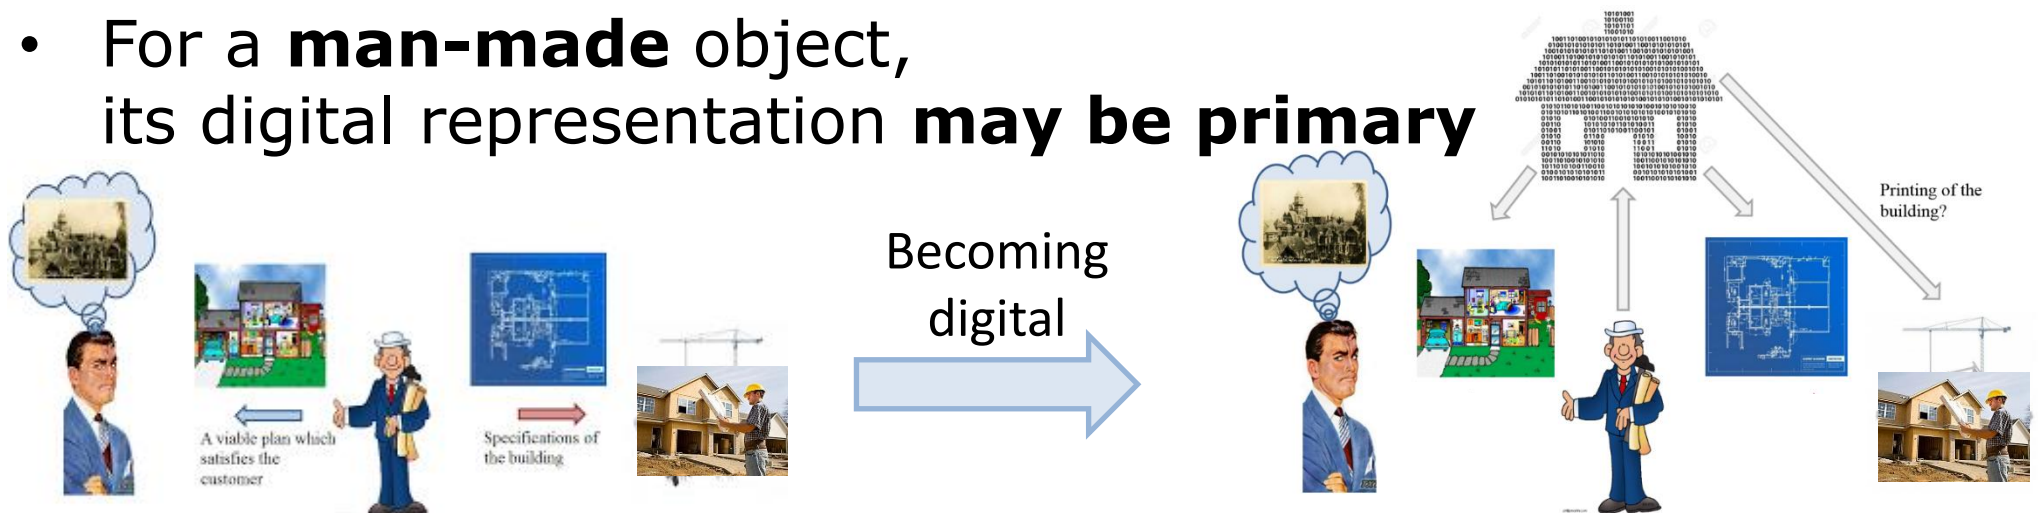 • For a man-made object,
its digital representation may be primary
Becoming
digital
A viable plan which
satisfies the
customer
Specifications of
the building
Printing of the
building?